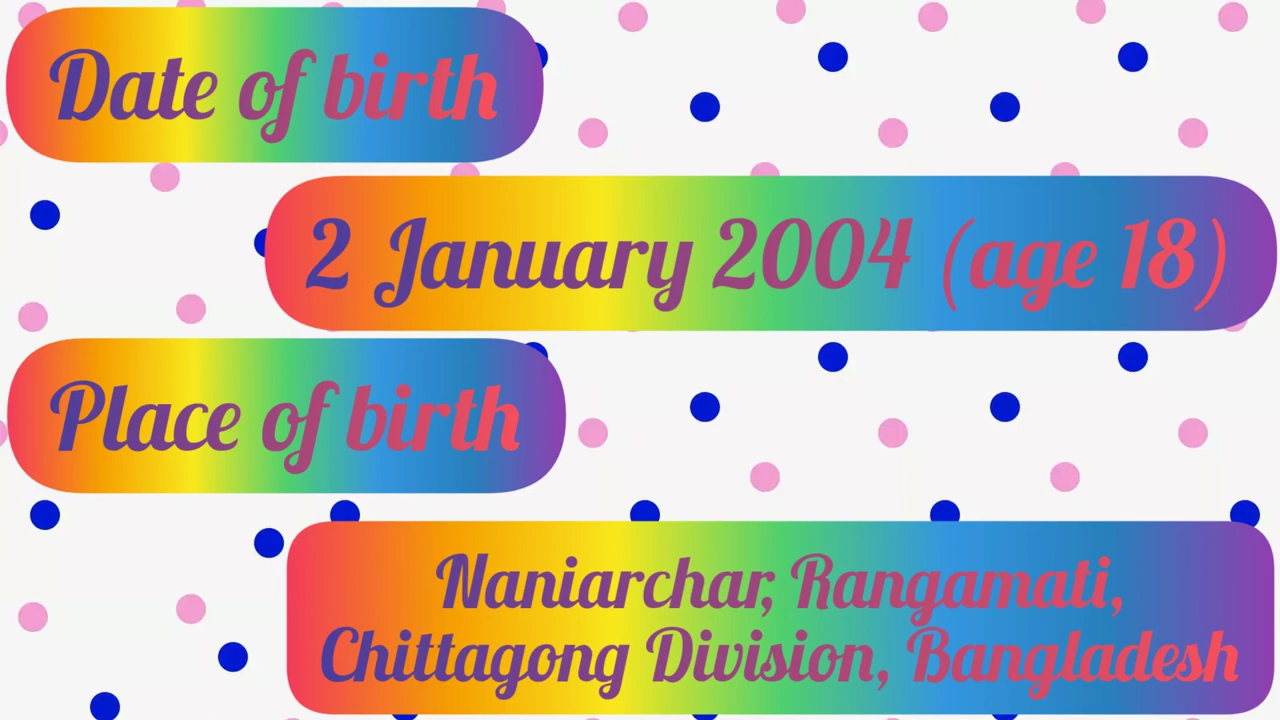 Date of birth
2 January 2004 (age 18)
Place of birth
Naniarchar, Rangamati,
Chittagong Division, Bangladesh